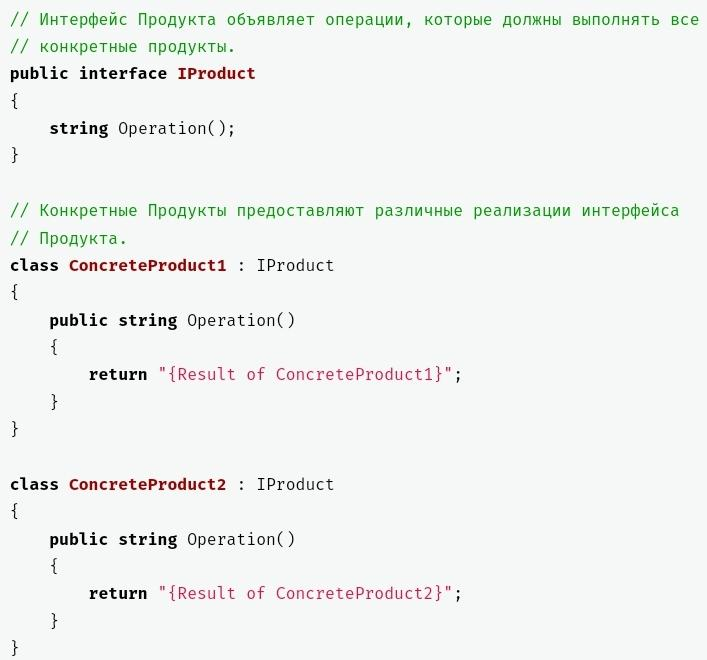 // Интерфейс Продукта объявляет операции, которые должны выполнять все
// конкретные продукты.
public interface IProduct
{
    string Operation();
}

// Конкретные Продукты предоставляют различные реализации интерфейса
// Продукта.
class ConcreteProduct1 : IProduct
{
    public string Operation()
    {
        return "{Result of ConcreteProduct1}";
    }
}

class ConcreteProduct2 : IProduct
{
    public string Operation()
    {
        return "{Result of ConcreteProduct2}";
    }
}